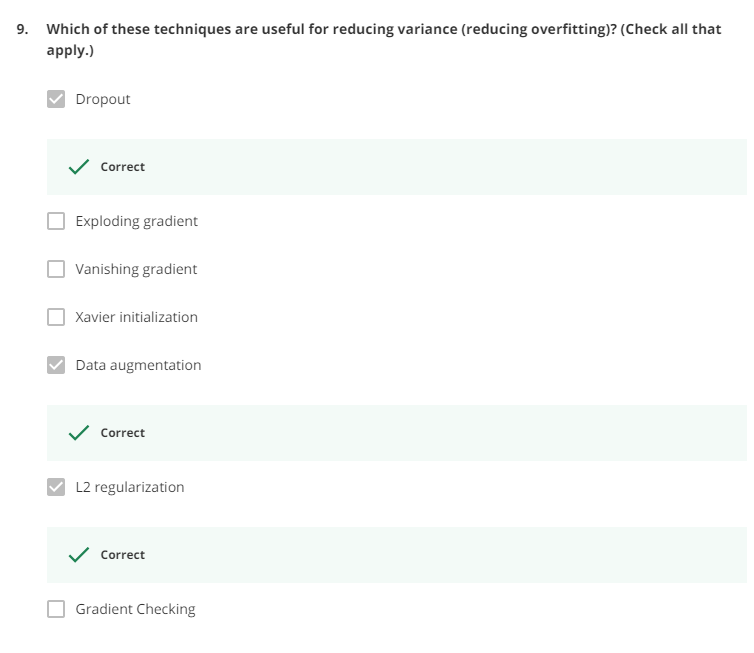 9. Which of these techniques are useful for reducing variance (reducing overfitting)? (Check all that
apply.)
Dropout
Correct
Exploding gradient
Vanishing gradient
Xavier initialization
Data augmentation
Correct
L2 regularization
Correct
Gradient Checking